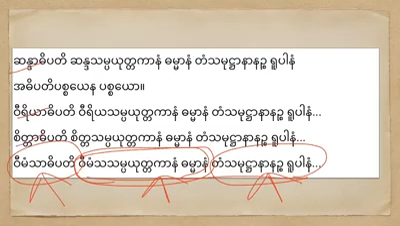 ဆန္ဒာဓိပတိ ဆန္ဒသမ္ပယုတ္တကာနံ ဓမ္မာနံ တံသမုဋ္ဌာနာနဉ္စ ရူပါနံ
အဓိပတိပစ္စယေန ပစ္စယော။
ဝီရိယာဓိပတိ ဝီရိယသမ္ပယုတ္တကာနံ ဓမ္မာနံ တံသမုဋ္ဌာနာနဉ္စ ရူပါနံ...
စိတ္တာဓိပတိ စိတ္တသမ္ပယုတ္တကာနံ ဓမ္မာနံ တံသမုဋ္ဌာနာနဉ္စ ရူပါနံ...
ဝီမံသာဓိပတိ ဝီမံသသမ္ပယုတ္တကာနံ ဓမ္မာနံ တံသမုဋ္ဌာနာနဉ္စ ရူပါနံ...